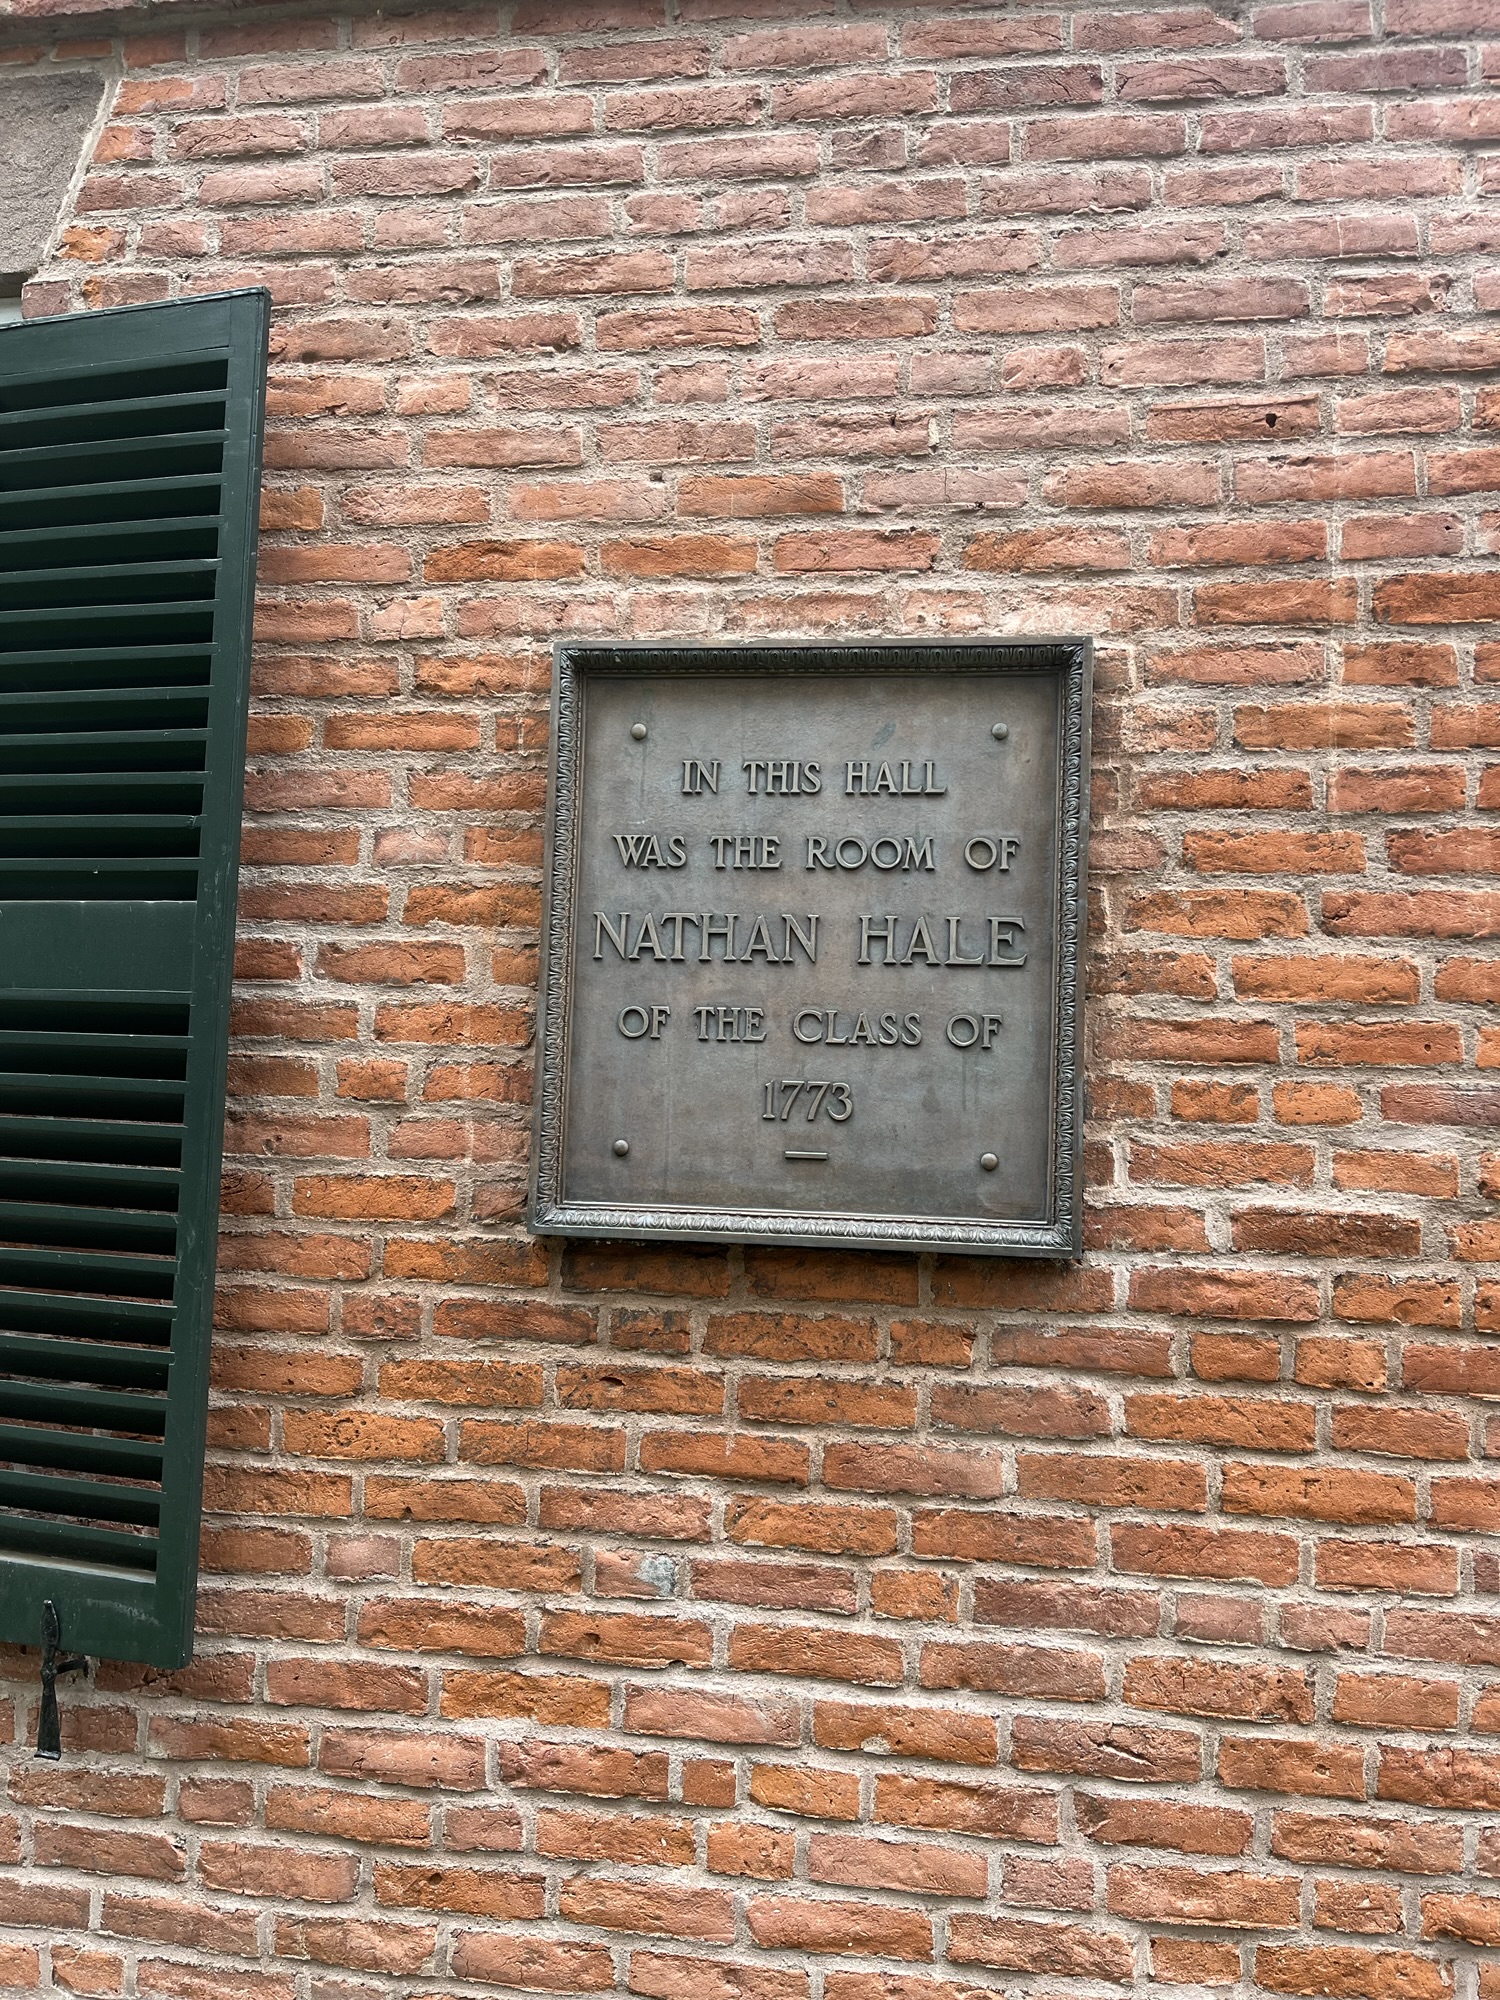 IN THIS HALL
WAS THE ROOM OF
NATHAN HALE
OF THE CLASS OF
1773